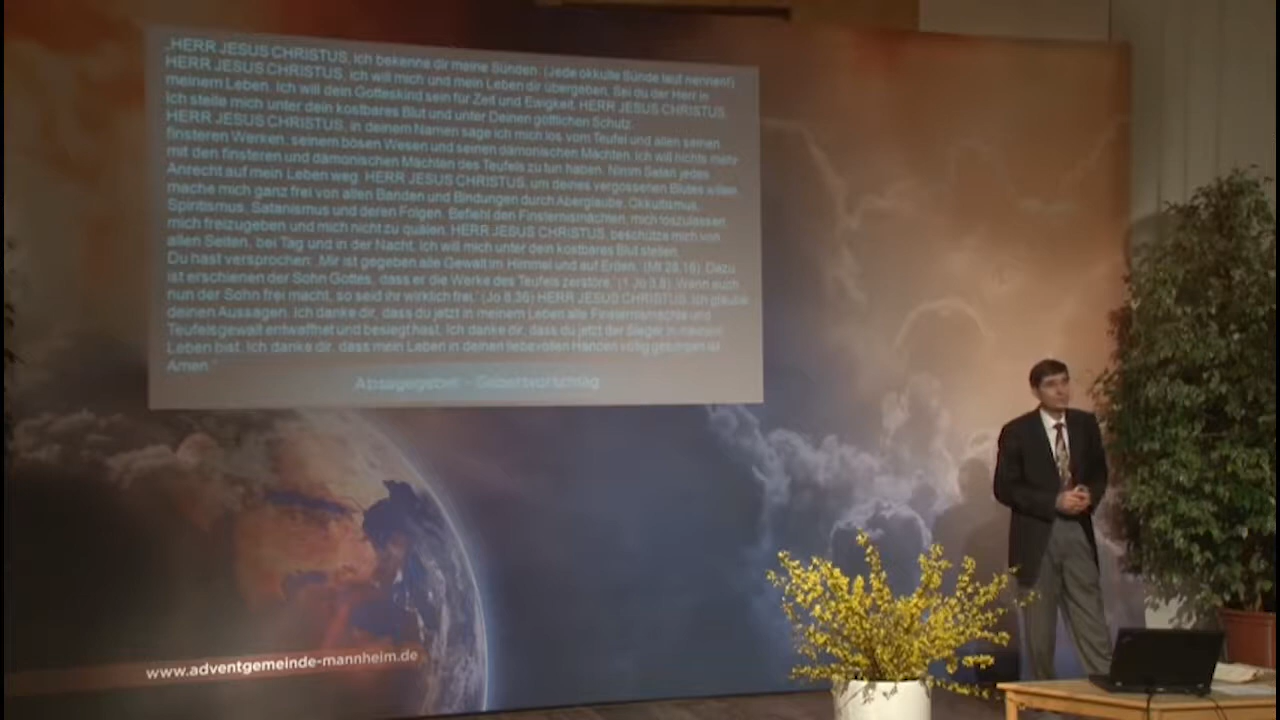 „HERR JESUS CHRISTUS, ich bekenne dir meine Sünden. (Jede okkulte Sünde laut nennen!)
HERR JESUS CHRISTUS, ich will mich und mein Leben dir übergeben. Sei du der Herr in
meinem Leben. Ich will dein Gotteskind sein für Zeit und Ewigkeit. HERR JESUS CHRISTUS,
ich stelle mich unter dein kostbares Blut und unter Deinen göttlichen Schutz.
HERR JESUS CHRISTUS, in deinem Namen sage ich mich los vom Teufel und allen seinen
finsteren Werken, seinem bösen Wesen und seinen dämonischen Mächten. Ich will nichts mehr
mit den finsteren und dämonischen Mächten des Teufels zu tun haben. Nimm Satan jedes
Anrecht auf mein Leben weg. HERR JESUS CHRISTUS, um deines vergossenen Blutes willen,
mache mich ganz frei von allen Banden und Bindungen durch Aberglaube, Okkultismus,
Spiritismus, Satanismus und deren Folgen. Befiehl den Finsternismächten, mich loszulassen,
mich freizugeben und mich nicht zu quälen. HERR JESUS CHRISTUS, beschütze mich von
allen Seiten, bei Tag und in der Nacht. Ich will mich unter dein kostbares Blut stellen.
Du hast versprochen: „Mir ist gegeben alle Gewalt im Himmel und auf Erden.“ (Mt 28,18) „Dazu
ist erschienen der Sohn Gottes, dass er die Werke des Teufels zerstöre.“ (1 Jo 3,8) „Wenn euch
nun der Sohn frei macht, so seid ihr wirklich frei.“ (Jo 8,36) HERR JESUS CHRISTUS, ich glaube
deinen Aussagen. Ich danke dir, dass du jetzt in meinem Leben alle Finsternismächte und
Teufelsgewalt entwaffnet und besiegt hast. Ich danke dir, dass du jetzt der Sieger in meinem
Leben bist. Ich danke dir, dass mein Leben in deinen liebevollen Händen völlig geborgen ist.
Amen.“
Absagegebet - Gebetsvorschlag
www.adventgemeinde-mannheim.de